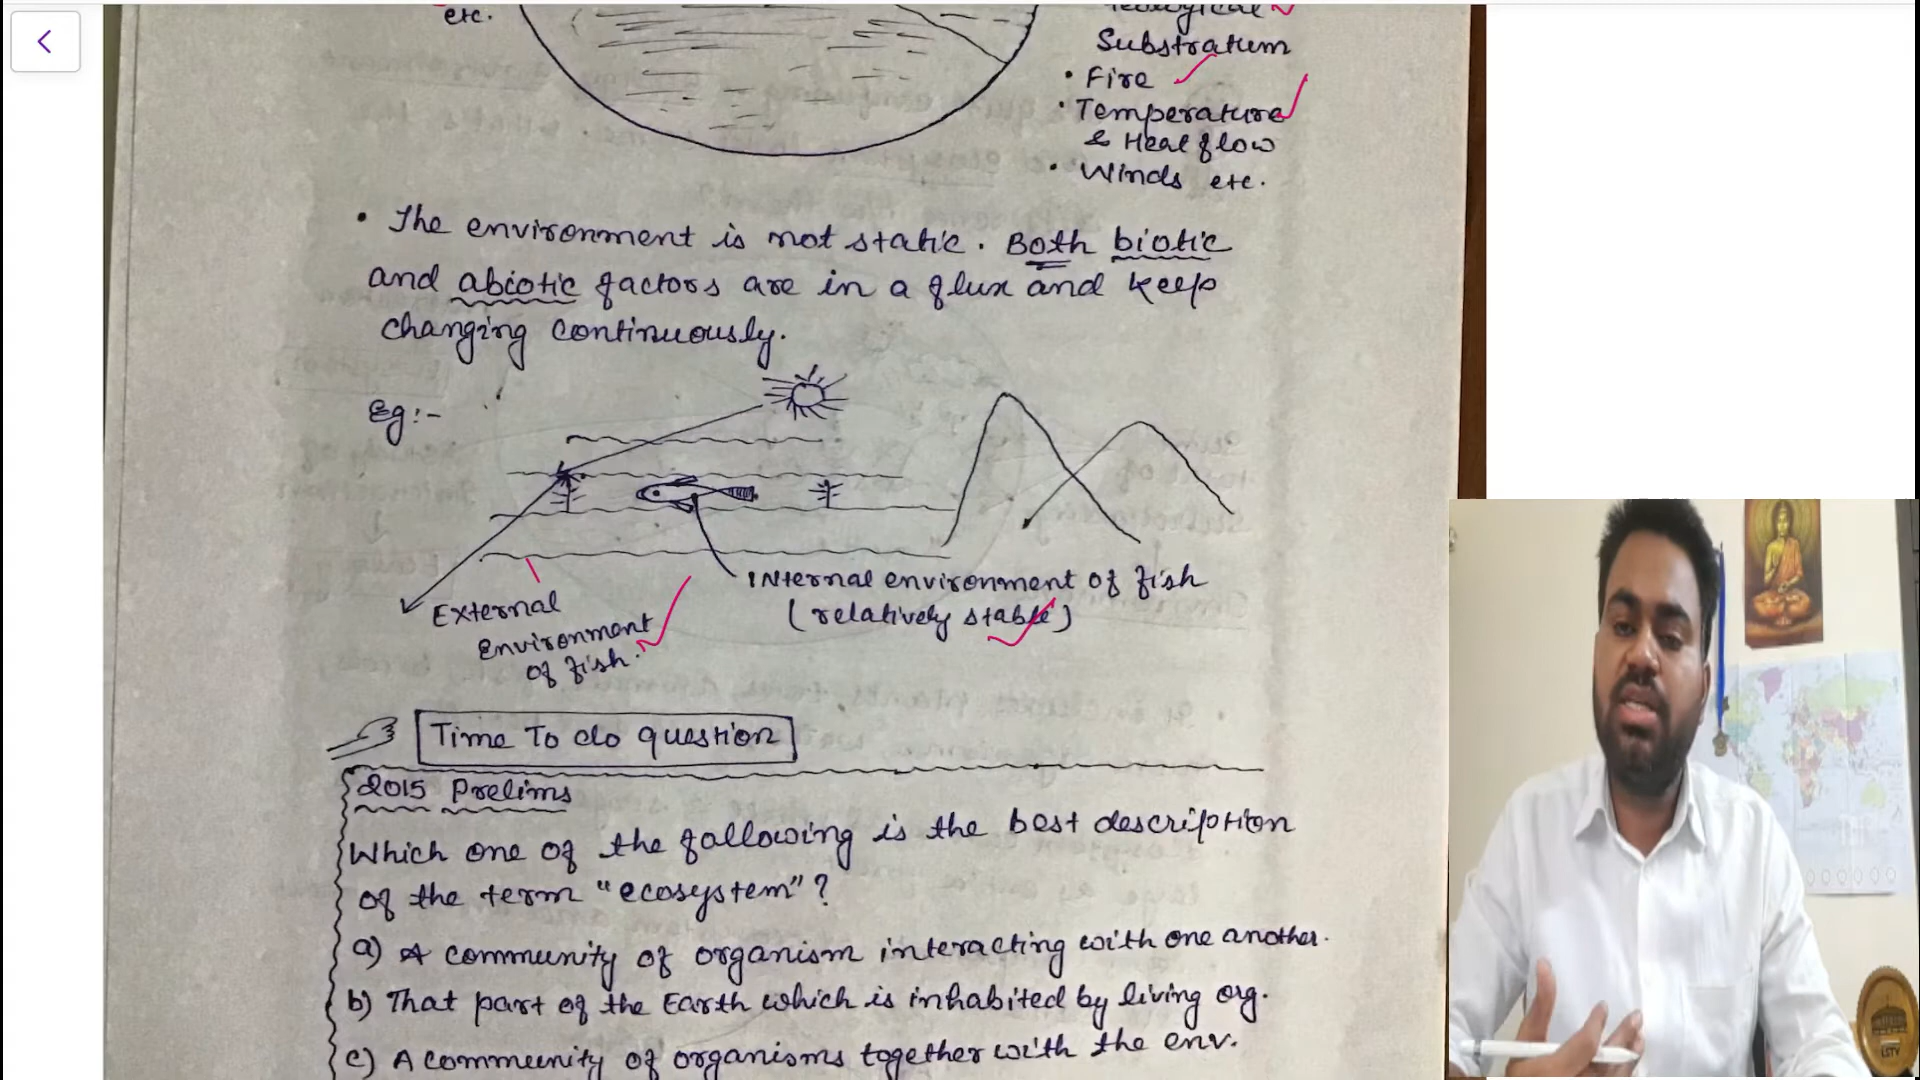 etc.
Substratum
• Fire
• Temperature
& Heat flow
• Winds etc.
• The environment is not static. Both biotic
and abiotic factors are in a flux and keep
changing continuously.
Eg:-
Internal environment of fish
(relatively stable)
External
Environment
of fish.
Time To do question
2015 Prelims
Which one of the following is the best description
of the term "ecosystem"?
a) A community of organism interacting with one another.
b) That part of the Earth which is inhabited by living org.
c) A community of organisms together with the env.
LSTV